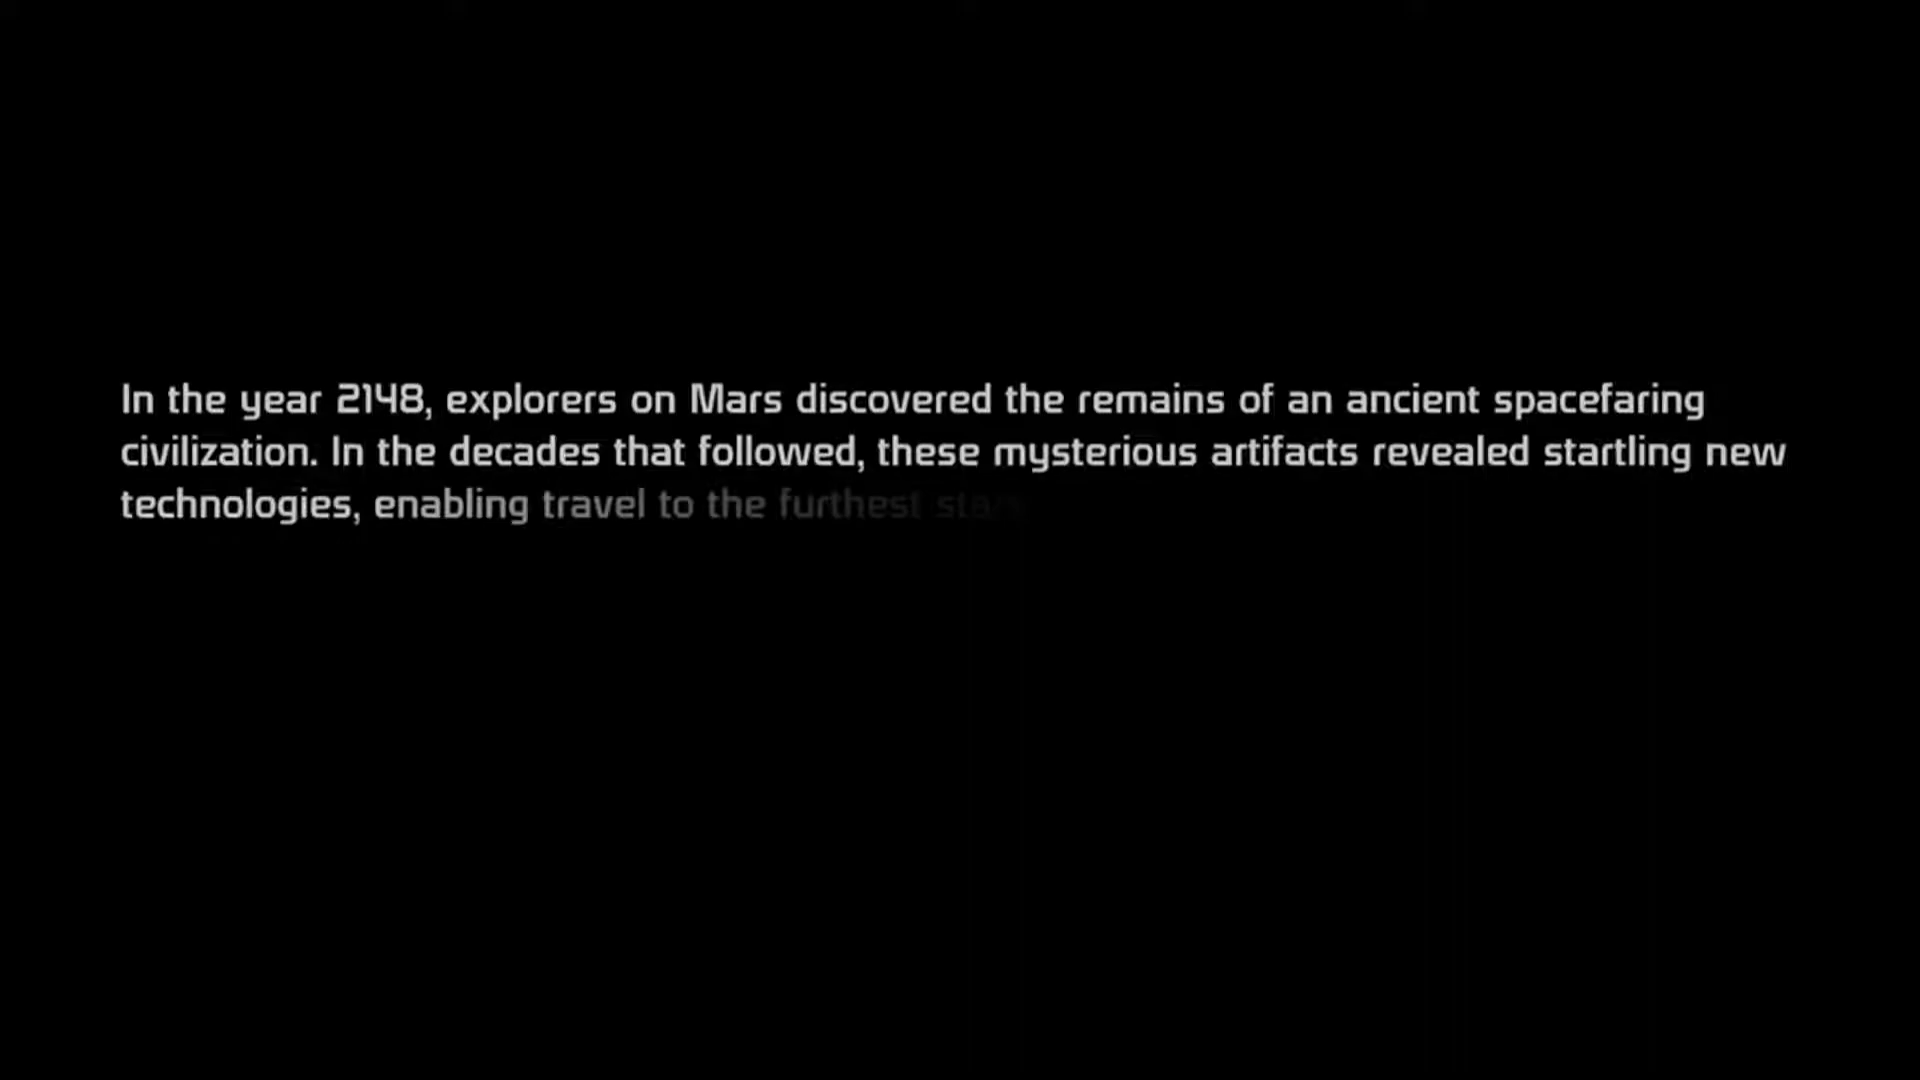 In the year 2148, explorers on Mars discovered the remains of an ancient spacefaring
civilization. In the decades that followed, these mysterious artifacts revealed startling new
technologies, enabling travel to the furthest stars